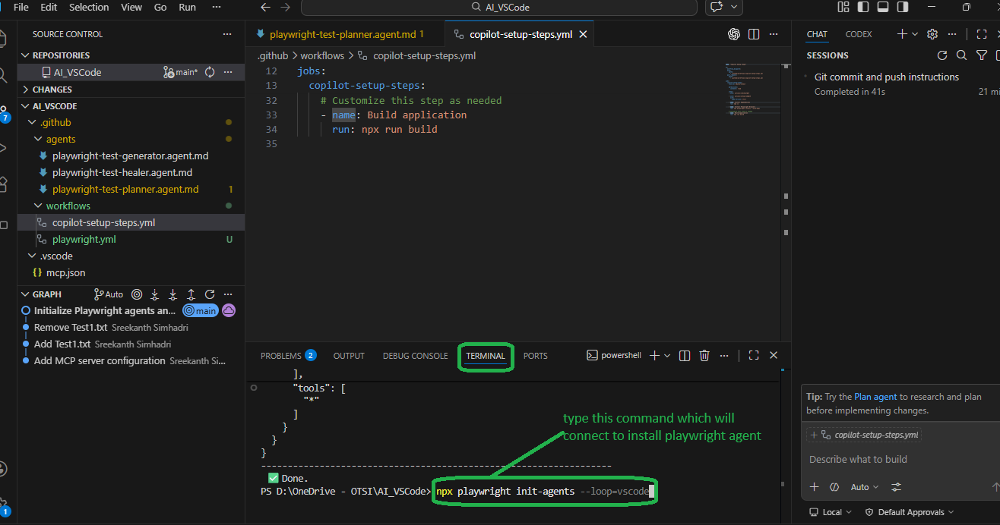 File Edit Selection View Go Run ···
AI_VSCode
SOURCE CONTROL ···
REPOSITORIES
AI_VSCode main* ···
CHANGES
AI_VSCODE
.github
agents
playwright-test-generator.agent.md
playwright-test-healer.agent.md
playwright-test-planner.agent.md 1
workflows
copilot-setup-steps.yml
playwright.yml U
.vscode
{} mcp.json
7
1
GRAPH Auto ···
Initialize Playwright agents an... main
Remove Test1.txt Sreekanth Simhadri
Add Test1.txt Sreekanth Simhadri
Add MCP server configuration Sreekanth Si...
playwright-test-planner.agent.md 1
copilot-setup-steps.yml
···
.github > workflows > copilot-setup-steps.yml
12 jobs:
13 copilot-setup-steps:
32 # Customize this step as needed
33 - name: Build application
34 run: npx run build
35
PROBLEMS 2 OUTPUT DEBUG CONSOLE TERMINAL PORTS powershell ···
],
"tools": [
"*"
]
}
}
}
--------------------------------------------------------
✅ Done.
PS D:\OneDrive - OTSI\AI_VSCode> npx playwright init-agents --loop=vscode
type this command which will
connect to install playwright agent
CHAT CODEX ···
SESSIONS
Git commit and push instructions
Completed in 41s 21 mi
Tip: Try the Plan agent to research and plan
before implementing changes.
+ copilot-setup-steps.yml
Describe what to build
Auto
Local Default Approvals